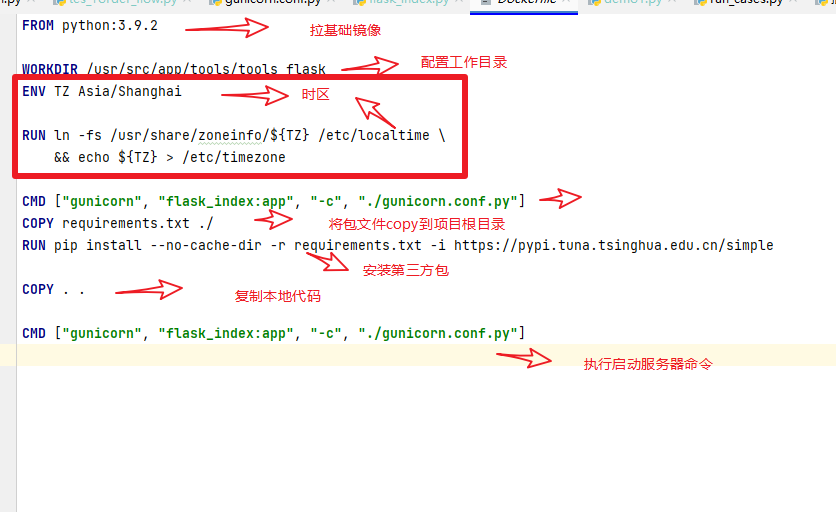 gunicorn.conf.py
flask_index.py
Dockerfile
demo1.py
run_cases.py
FROM python:3.9.2
拉基础镜像
WORKDIR /usr/src/app/tools/tools_flask
配置工作目录
ENV TZ Asia/Shanghai
时区
RUN ln -fs /usr/share/zoneinfo/${TZ} /etc/localtime \
&& echo ${TZ} > /etc/timezone
CMD ["gunicorn", "flask_index:app", "-c", "./gunicorn.conf.py"]
COPY requirements.txt ./
将包文件copy到项目根目录
RUN pip install --no-cache-dir -r requirements.txt -i https://pypi.tuna.tsinghua.edu.cn/simple
安装第三方包
COPY . .
复制本地代码
CMD ["gunicorn", "flask_index:app", "-c", "./gunicorn.conf.py"]
执行启动服务器命令